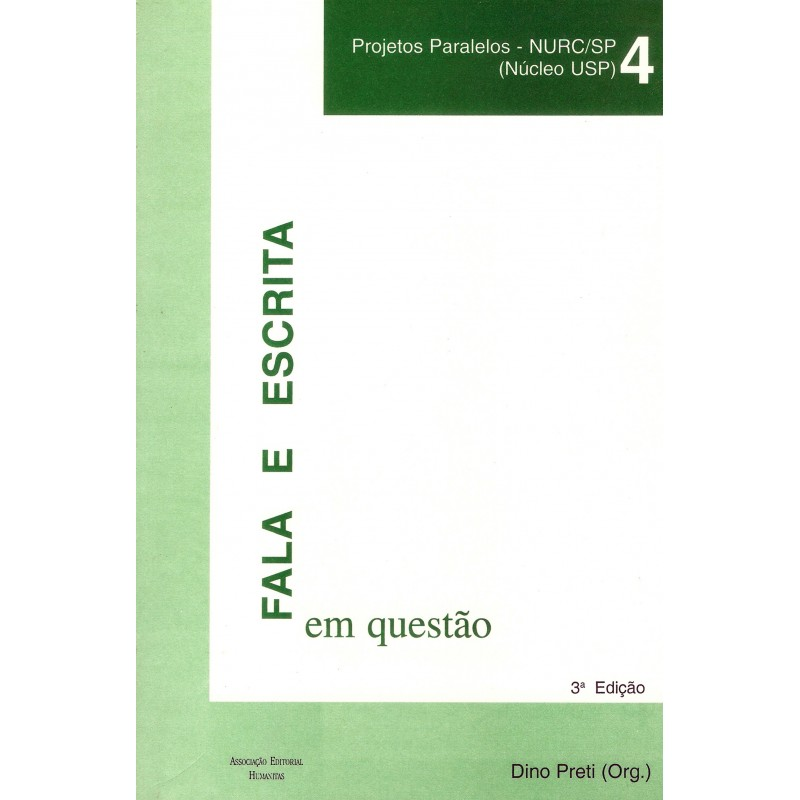 Projetos Paralelos - NURC/SP
(Núcleo USP) 4
FALA E ESCRITA
em questão
3ª Edição
Associação Editorial
Humanitas
Dino Preti (Org.)